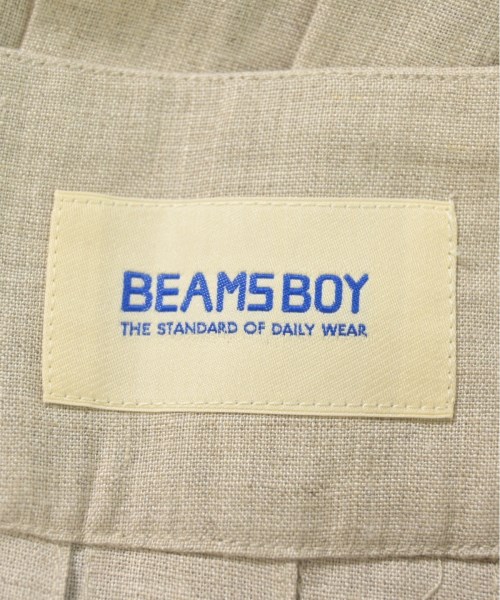 BEAMS BOY
THE STANDARD OF DAILY WEAR